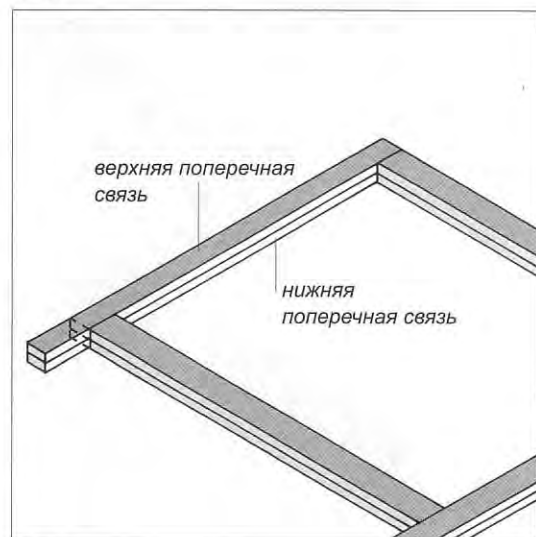 верхняя поперечная
связь
нижняя
поперечная связь